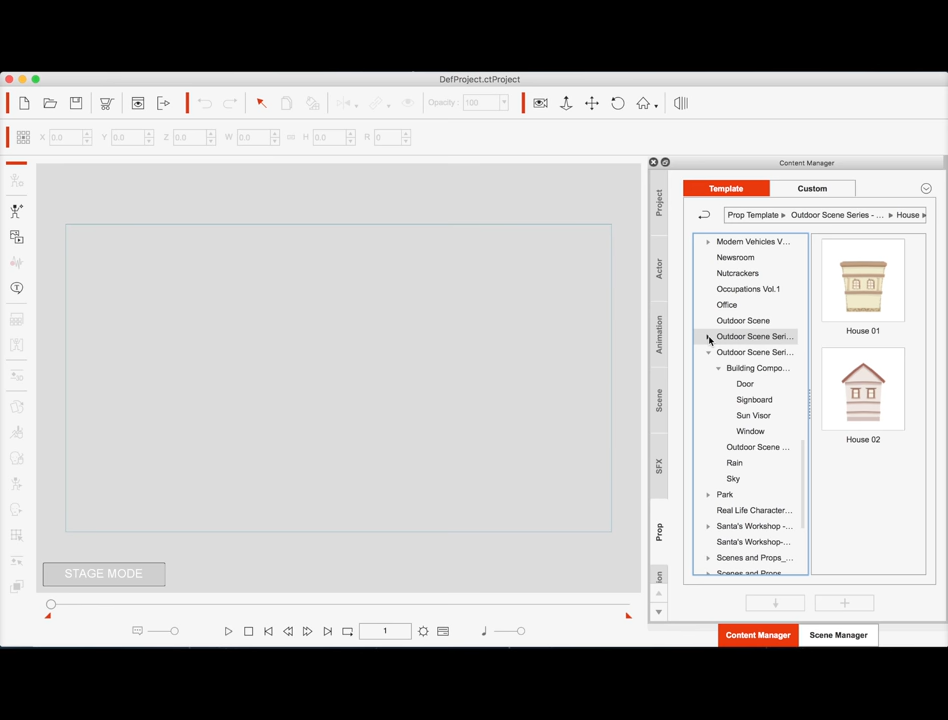 DefProject.ctProject
Opacity: 100
X 0.0 Y 0.0 Z 0.0 W 0.0 H 0.0 R 0
Content Manager
Template Custom
Prop Template Outdoor Scene Series - ... House
Project
Actor
Animation
Scene
SFX
Prop
ion
Modern Vehicles V...
Newsroom
Nutcrackers
Occupations Vol.1
Office
Outdoor Scene
Outdoor Scene Seri...
Outdoor Scene Seri...
Building Compo...
Door
Signboard
Sun Visor
Window
Outdoor Scene ...
Rain
Sky
Park
Real Life Character...
Santa's Workshop -...
Santa's Workshop-...
Scenes and Props_...
Scenes and Props
House 01
House 02
STAGE MODE
1
Content Manager Scene Manager